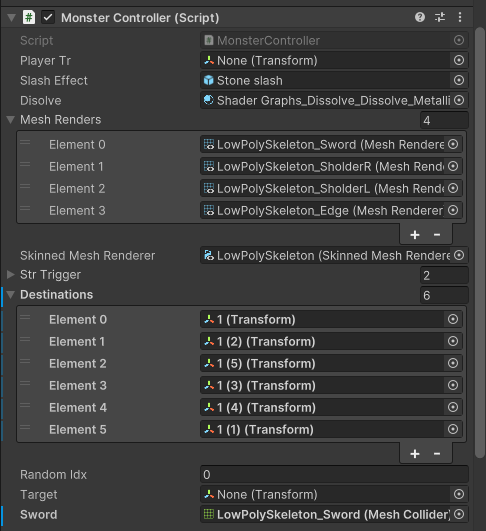 Monster Controller (Script)
Script MonsterController
Player Tr None (Transform)
Slash Effect Stone slash
Disolve Shader Graphs_Dissolve_Dissolve_Metalli
Mesh Renders 4
Element 0 LowPolySkeleton_Sword (Mesh Rendere
Element 1 LowPolySkeleton_SholderR (Mesh Rend
Element 2 LowPolySkeleton_SholderL (Mesh Rende
Element 3 LowPolySkeleton_Edge (Mesh Renderer
+ -
Skinned Mesh Renderer LowPolySkeleton (Skinned Mesh Rendere
Str Trigger 2
Destinations 6
Element 0 1 (Transform)
Element 1 1 (2) (Transform)
Element 2 1 (5) (Transform)
Element 3 1 (3) (Transform)
Element 4 1 (4) (Transform)
Element 5 1 (1) (Transform)
+ -
Random Idx 0
Target None (Transform)
Sword LowPolySkeleton_Sword (Mesh Collider)